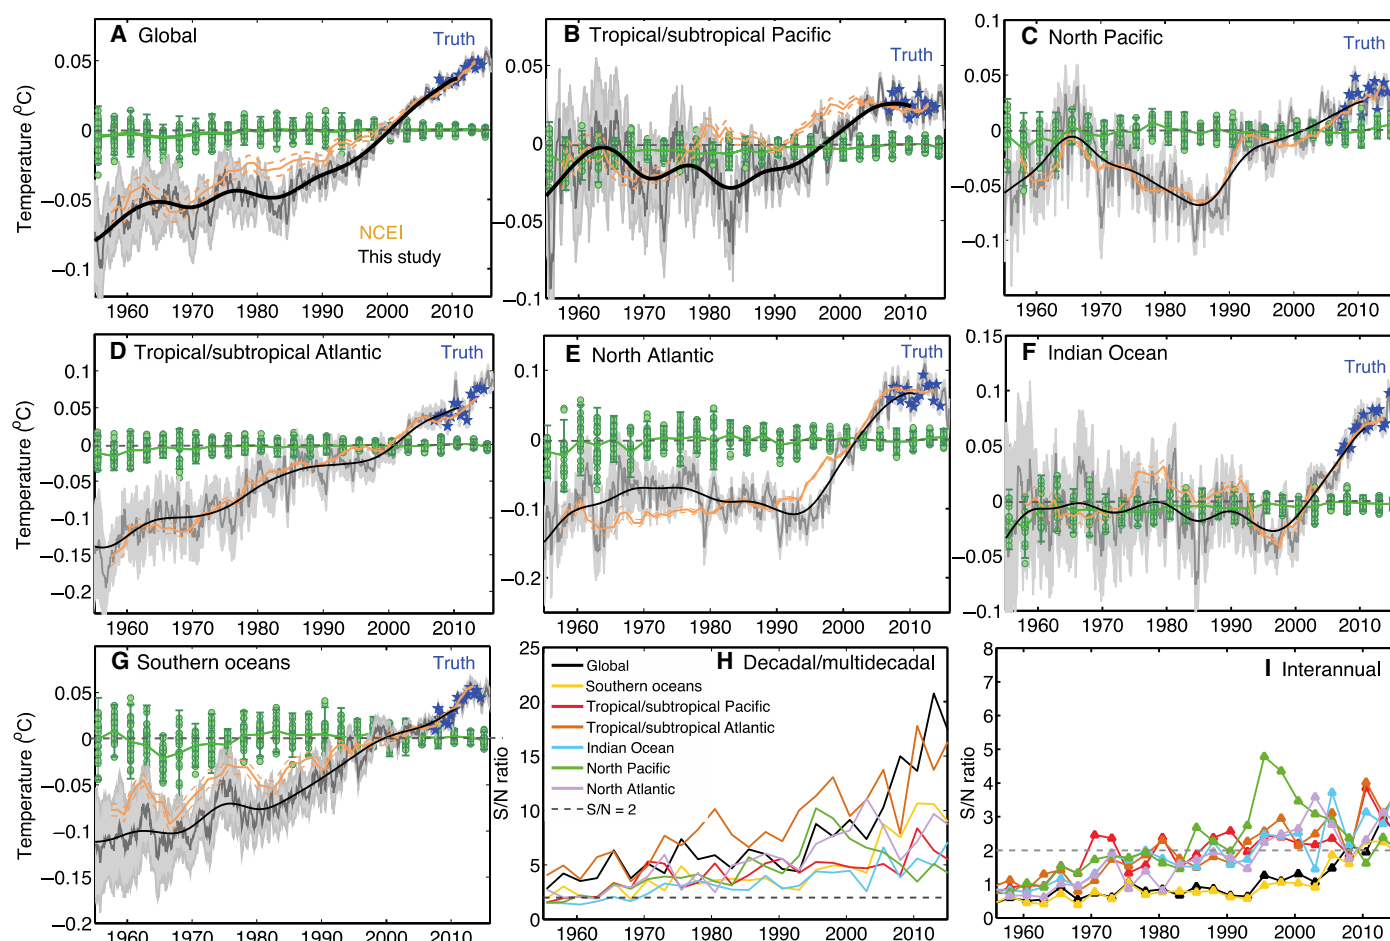 A Global
Truth
Temperature (⁰C)
0.05
0
−0.05
−0.1
NCEI
This study
1960 1970 1980 1990 2000 2010
B Tropical/subtropical Pacific
Truth
0.05
0
−0.05
−0.1
1960 1970 1980 1990 2000 2010
C North Pacific
Truth
0.1
0.05
0
−0.05
−0.1
1960 1970 1980 1990 2000 2010
D Tropical/subtropical Atlantic
Truth
Temperature (⁰C)
0.1
0.05
0
−0.05
−0.1
−0.15
−0.2
1960 1970 1980 1990 2000 2010
E North Atlantic
Truth
0.1
0
−0.1
−0.2
1960 1970 1980 1990 2000 2010
F Indian Ocean
Truth
0.15
0.1
0.05
0
−0.05
−0.1
1960 1970 1980 1990 2000 2010
G Southern oceans
Truth
Temperature (⁰C)
0.05
0
−0.05
−0.1
−0.15
−0.2
1960 1970 1980 1990 2000 2010
H Decadal/multidecadal
S/N ratio
25
20
15
10
5
0
Global
Southern oceans
Tropical/subtropical Pacific
Tropical/subtropical Atlantic
Indian Ocean
North Pacific
North Atlantic
S/N = 2
1960 1970 1980 1990 2000 2010
I Interannual
S/N ratio
8
7
6
5
4
3
2
1
0
1960 1970 1980 1990 2000 2010